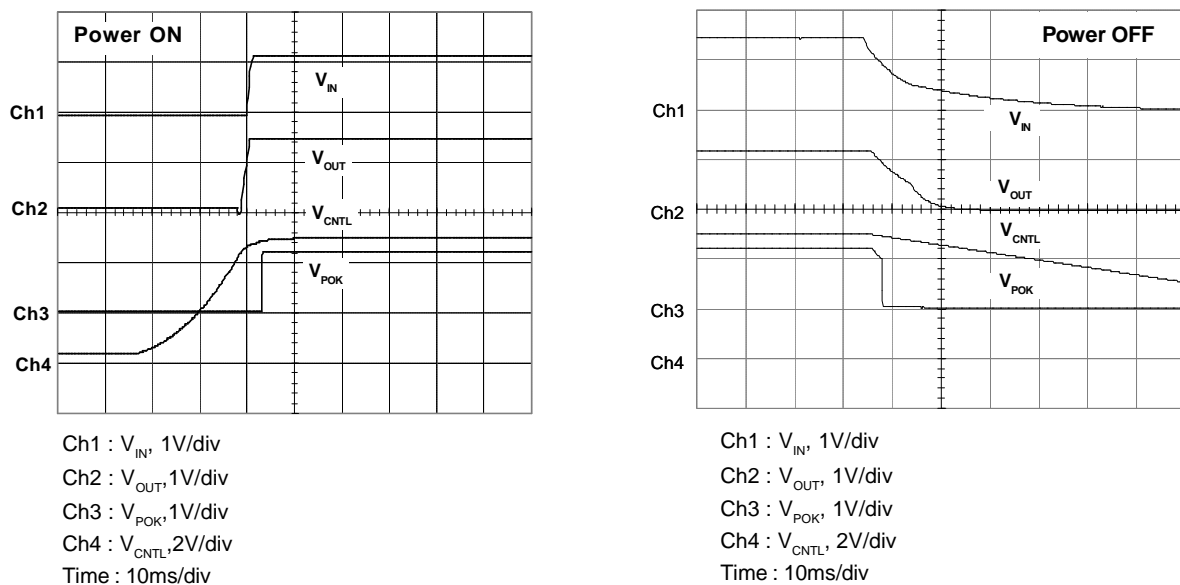 Power ON
V_IN
Ch1
V_OUT
Ch2
V_CNTL
V_POK
Ch3
Ch4
Ch1 : V_IN, 1V/div
Ch2 : V_OUT,1V/div
Ch3 : V_POK,1V/div
Ch4 : V_CNTL,2V/div
Time : 10ms/div
Power OFF
Ch1
V_IN
V_OUT
Ch2
V_CNTL
V_POK
Ch3
Ch4
Ch1 : V_IN, 1V/div
Ch2 : V_OUT, 1V/div
Ch3 : V_POK, 1V/div
Ch4 : V_CNTL, 2V/div
Time : 10ms/div